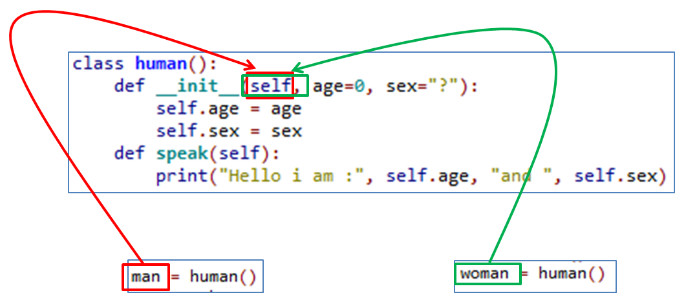 class human():
def __init__(self, age=0, sex="?"):
self.age = age
self.sex = sex
def speak(self):
print("Hello i am :", self.age, "and ", self.sex)
man = human()
woman = human()